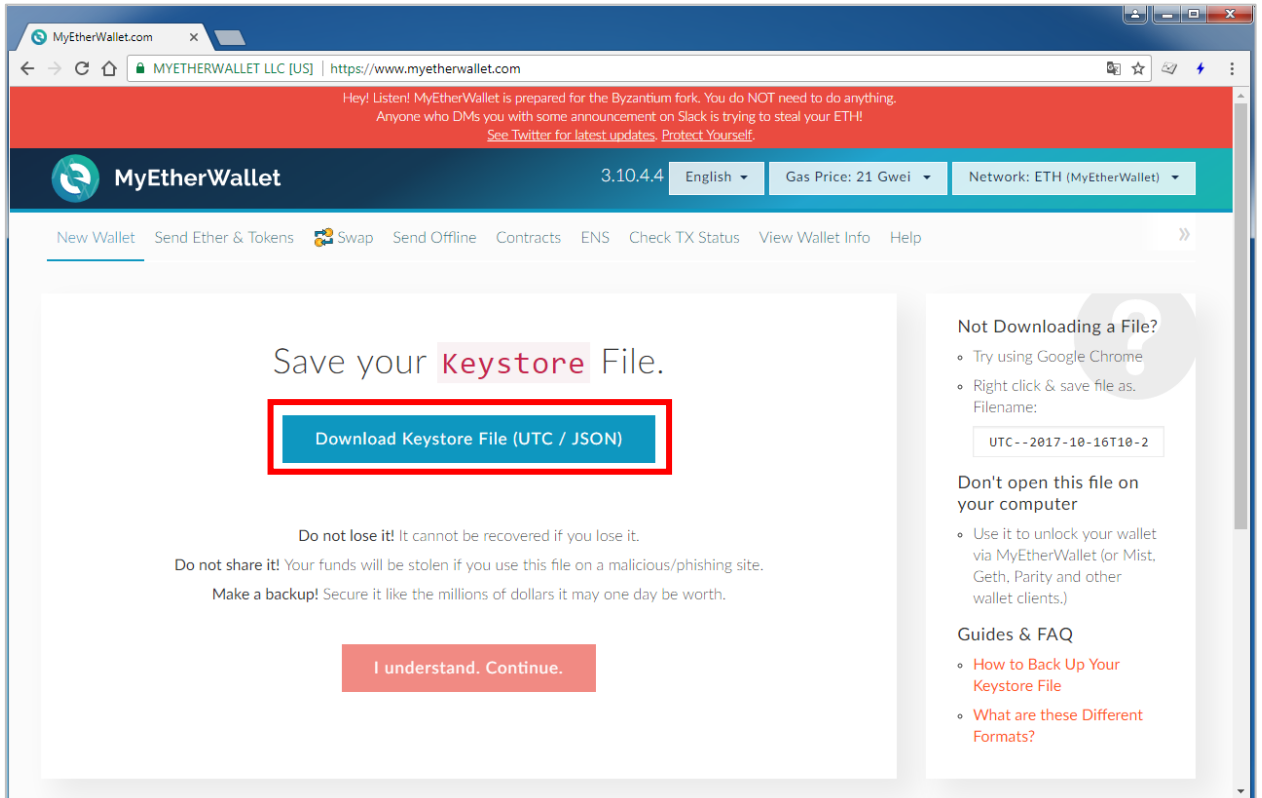 MyEtherWallet.com
MYETHERWALLET LLC [US] | https://www.myetherwallet.com
Hey! Listen! MyEtherWallet is prepared for the Byzantium fork. You do NOT need to do anything.
Anyone who DMs you with some announcement on Slack is trying to steal your ETH!
See Twitter for latest updates. Protect Yourself.
MyEtherWallet
3.10.4.4 English Gas Price: 21 Gwei Network: ETH (MyEtherWallet)
New Wallet Send Ether & Tokens Swap Send Offline Contracts ENS Check TX Status View Wallet Info Help »
Save your Keystore File.
Download Keystore File (UTC / JSON)
Do not lose it! It cannot be recovered if you lose it.
Do not share it! Your funds will be stolen if you use this file on a malicious/phishing site.
Make a backup! Secure it like the millions of dollars it may one day be worth.
I understand. Continue.
?
Not Downloading a File?
Try using Google Chrome
Right click & save file as.
Filename:
UTC--2017-10-16T10-2
Don't open this file on
your computer
Use it to unlock your wallet
via MyEtherWallet (or Mist,
Geth, Parity and other
wallet clients.)
Guides & FAQ
How to Back Up Your
Keystore File
What are these Different
Formats?